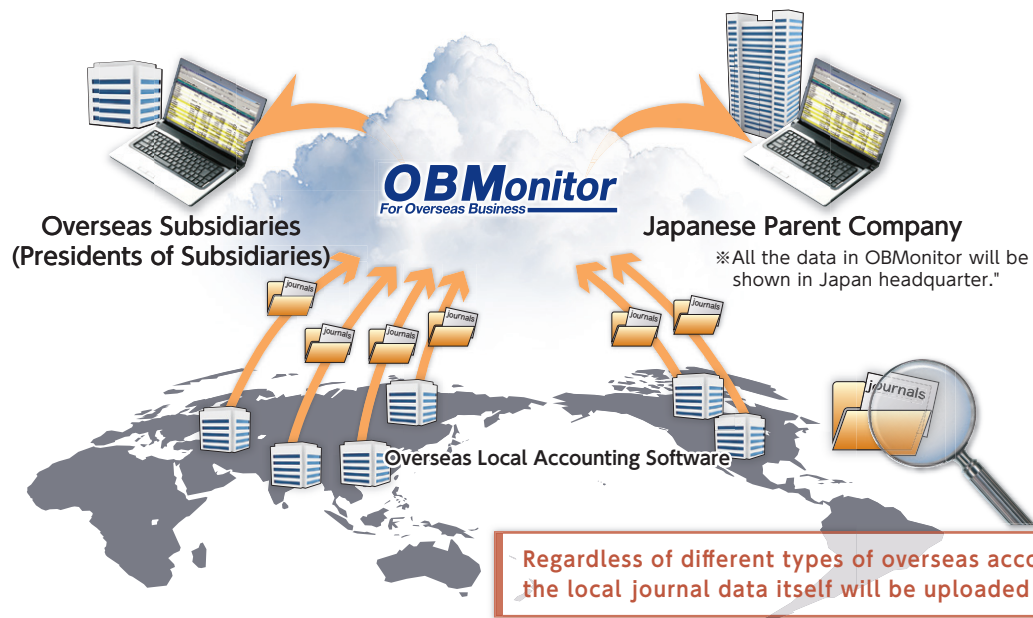 OBMonitor
For Overseas Business
Overseas Subsidiaries
(Presidents of Subsidiaries)
Japanese Parent Company
※All the data in OBMonitor will be
shown in Japan headquarter."
journals
journals
journals
journals
journals
journals
journals
Overseas Local Accounting Software
Regardless of different types of overseas acco
the local journal data itself will be uploaded